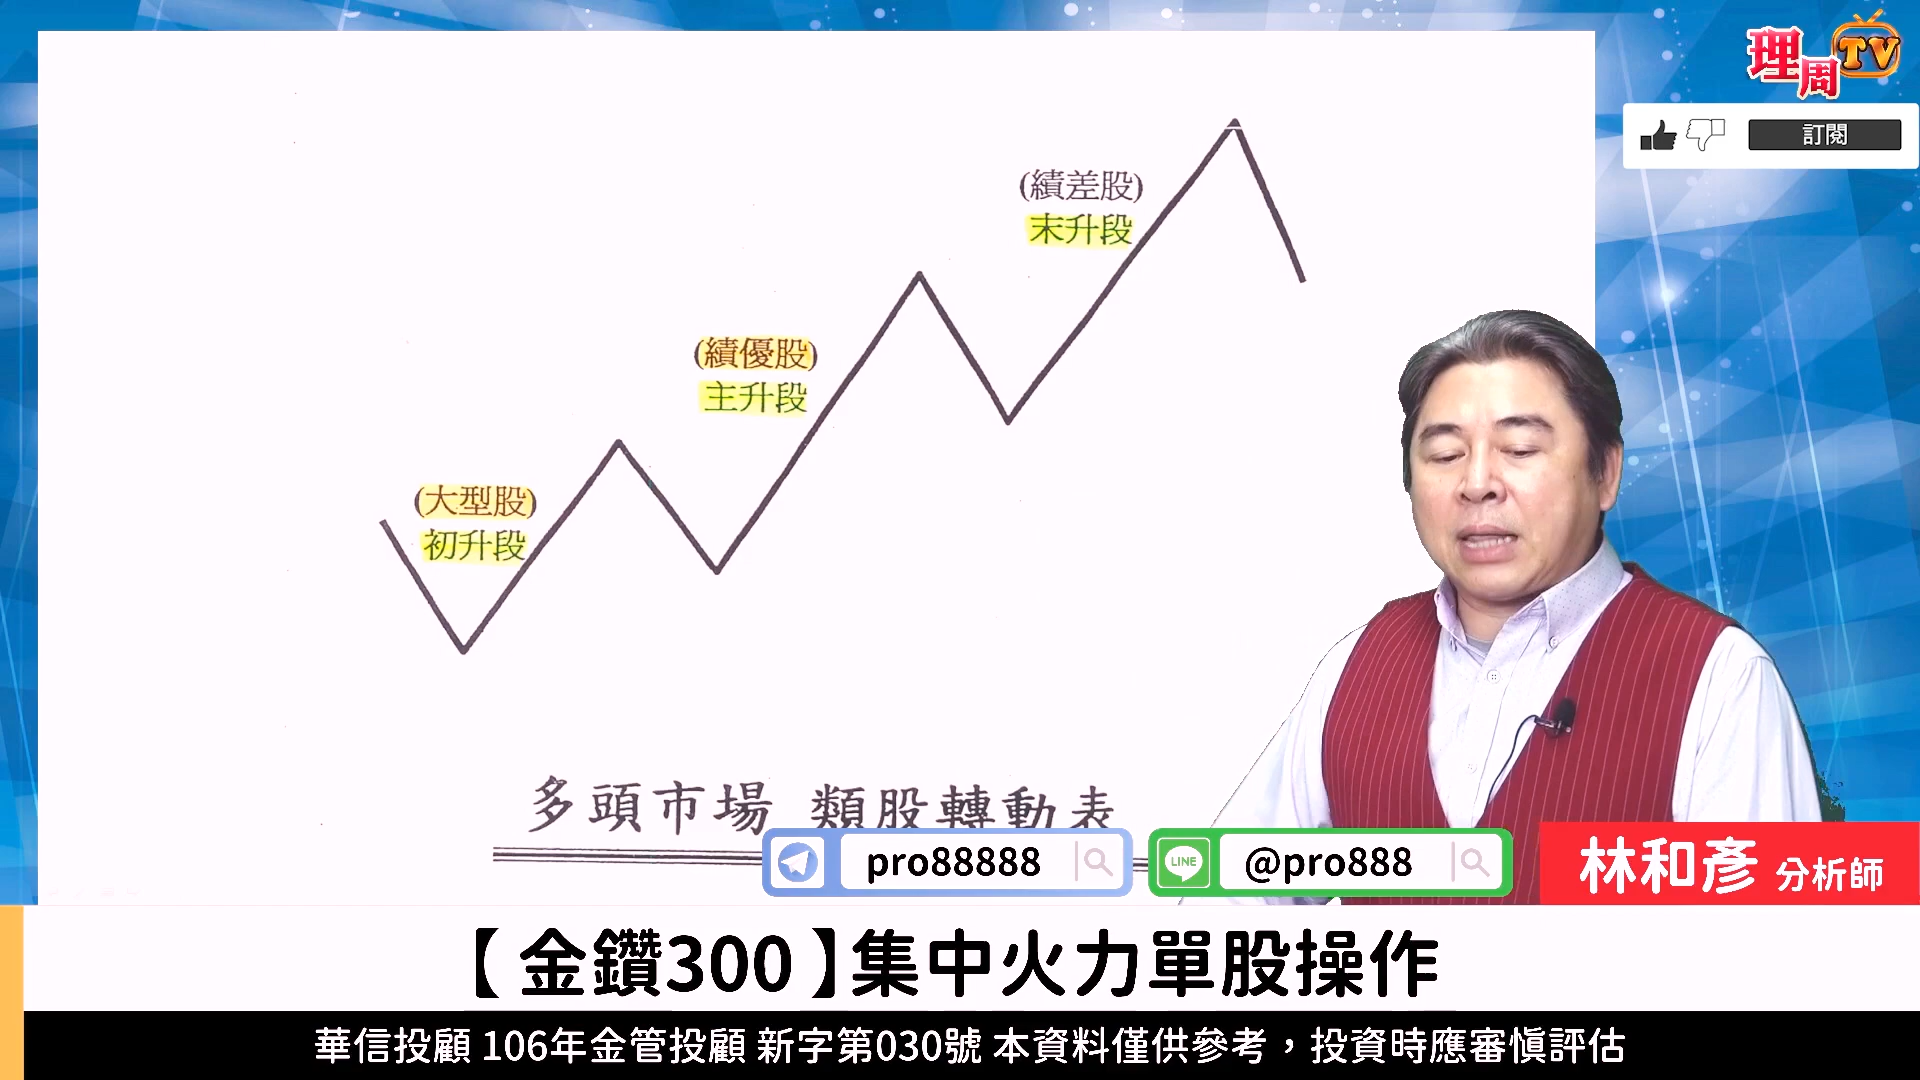 理周TV
訂閱
(績差股)
末升段
(績優股)
主升段
(大型股)
初升段
多頭市場 類股轉動表
pro88888
LINE
@pro888
林和彥 分析師
【金鑽300】集中火力單股操作
華信投顧 106年金管投顧 新字第030號 本資料僅供參考，投資時應審慎評估